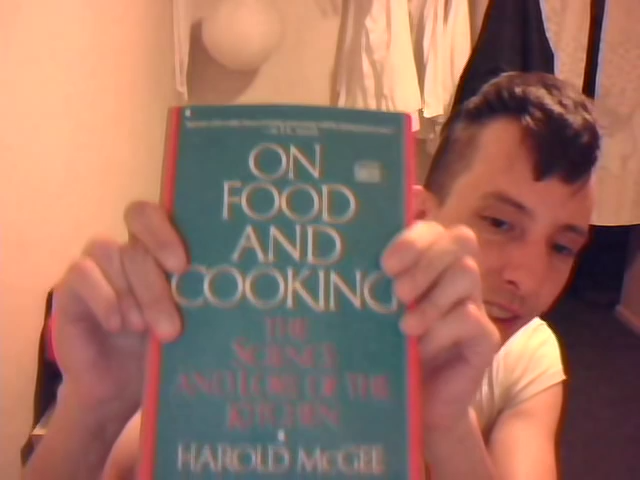 ON
FOOD
AND
COOKING
THE
SCIENCE
AND LORE OF THE
KITCHEN
HAROLD McGEE